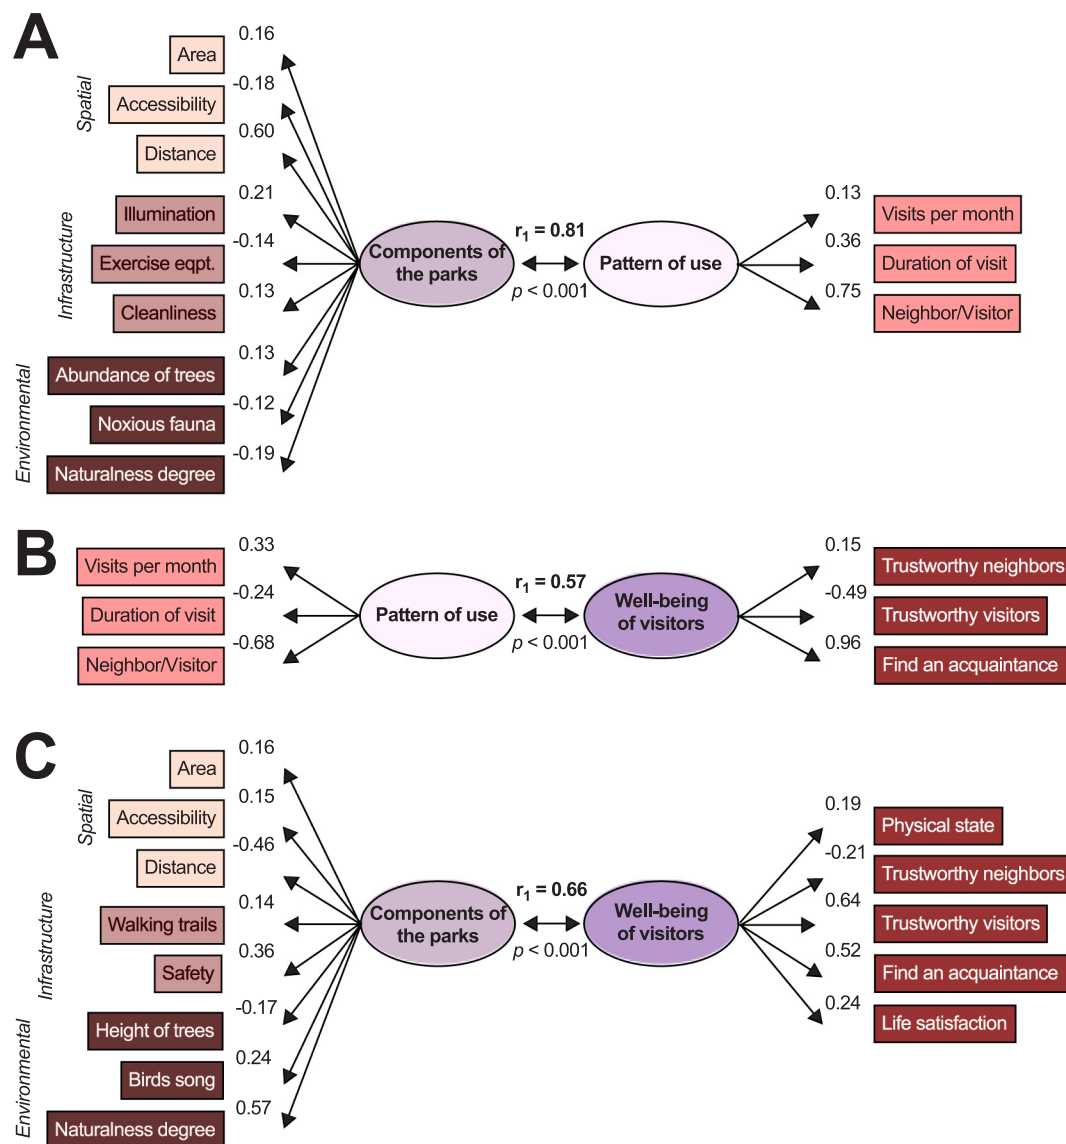 A
Spatial
0.16
Area
-0.18
Accessibility
0.60
Distance
Infrastructure
0.21
Illumination
-0.14
Exercise eqpt.
0.13
Cleanliness
Environmental
0.13
Abundance of trees
-0.12
Noxious fauna
-0.19
Naturalness degree
Components of
the parks
r1 = 0.81
p < 0.001
Pattern of use
0.13
Visits per month
0.36
Duration of visit
0.75
Neighbor/Visitor
B
0.33
Visits per month
-0.24
Duration of visit
-0.68
Neighbor/Visitor
Pattern of use
r1 = 0.57
p < 0.001
Well-being
of visitors
0.15
Trustworthy neighbors
-0.49
Trustworthy visitors
0.96
Find an acquaintance
C
Spatial
0.16
Area
0.15
Accessibility
-0.46
Distance
Infrastructure
0.14
Walking trails
0.36
Safety
Environmental
-0.17
Height of trees
0.24
Birds song
0.57
Naturalness degree
Components of
the parks
r1 = 0.66
p < 0.001
Well-being
of visitors
0.19
Physical state
-0.21
Trustworthy neighbors
0.64
Trustworthy visitors
0.52
Find an acquaintance
0.24
Life satisfaction